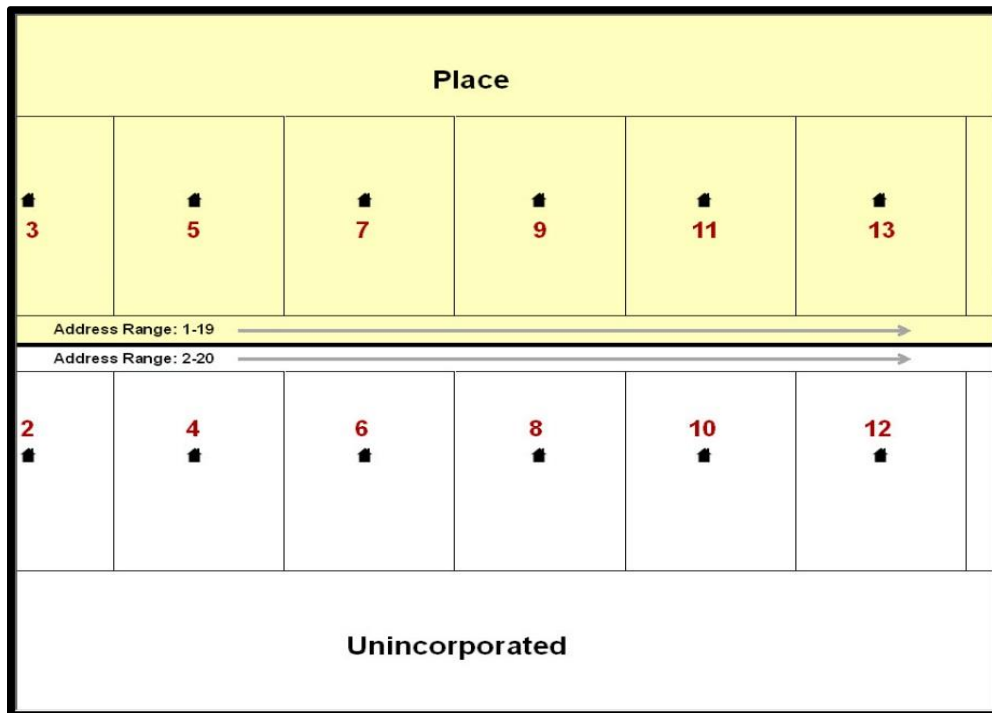 Place
3 5 7 9 11 13
Address Range: 1-19
Address Range: 2-20
2 4 6 8 10 12
Unincorporated